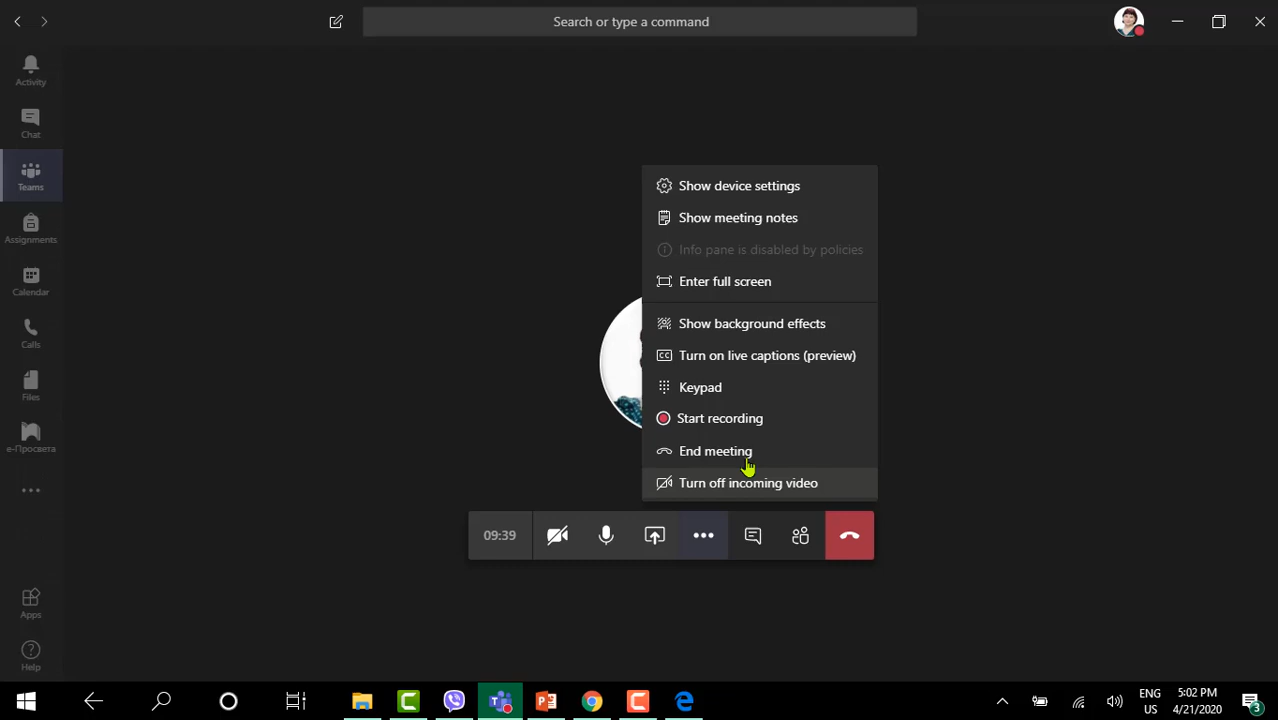 Search or type a command
Activity
Chat
Teams
Assignments
Calendar
Calls
Files
е-Просвета
Apps
Help
Show device settings
Show meeting notes
Info pane is disabled by policies
Enter full screen
Show background effects
CC Turn on live captions (preview)
Keypad
Start recording
End meeting
Turn off incoming video
09:39
ENG
US
5:02 PM
4/21/2020
3